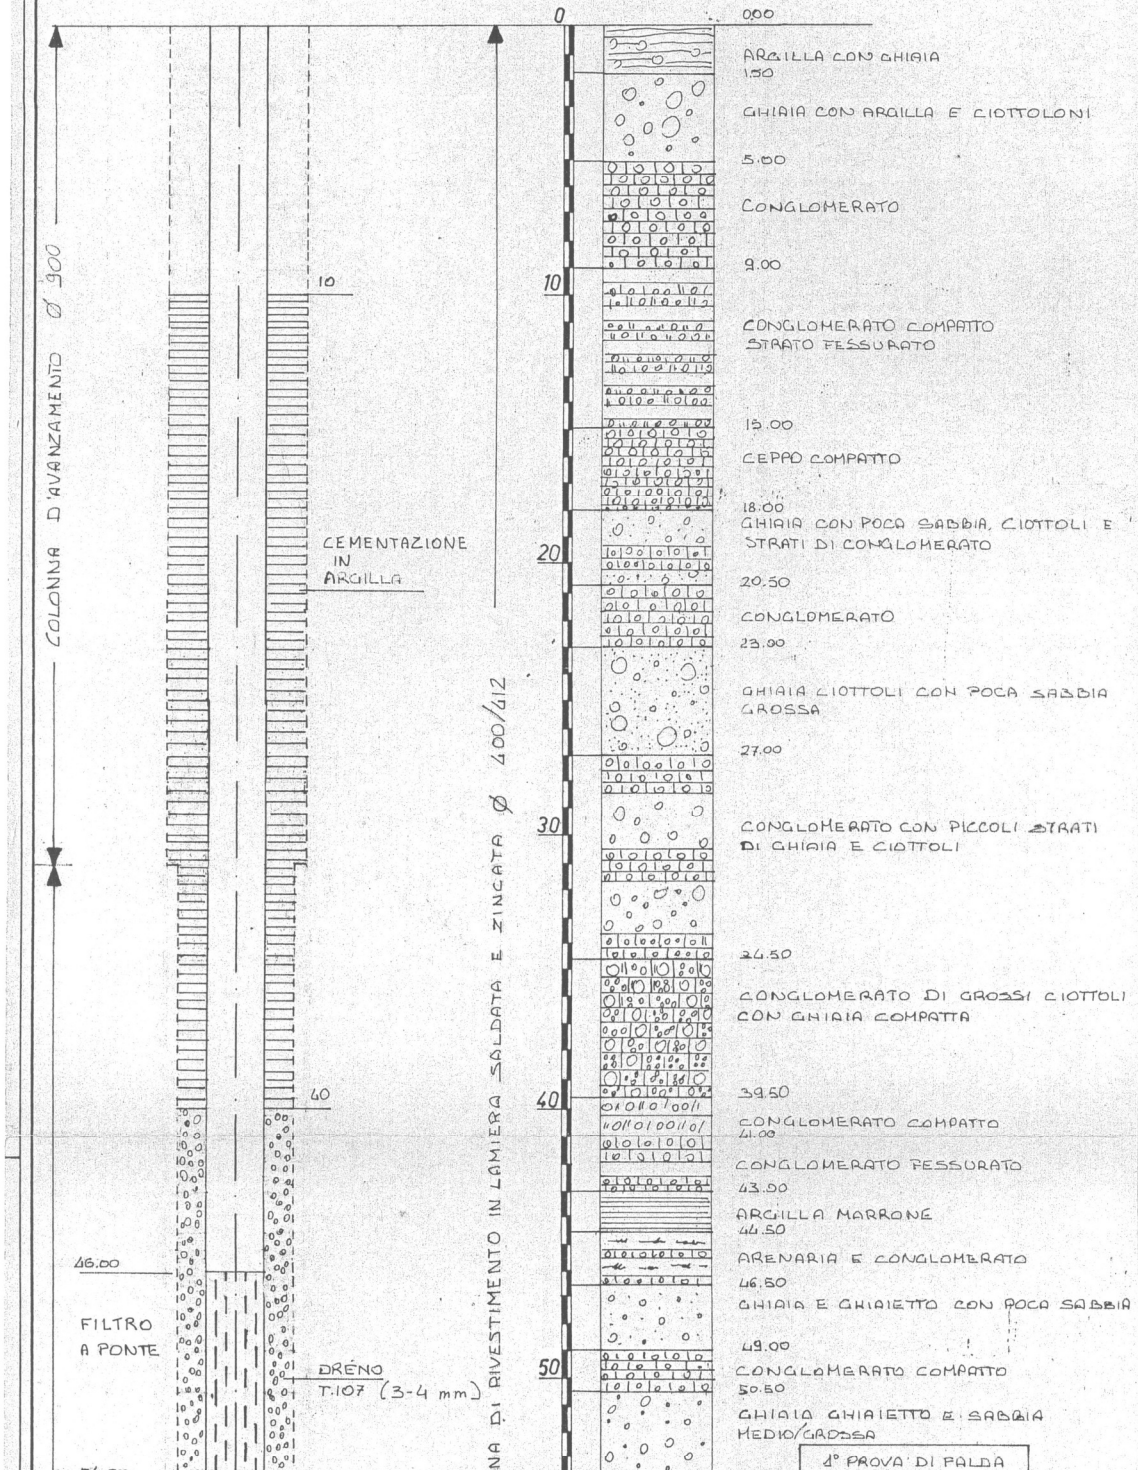 0
0.00
ARGILLA CON GHIAIA
1.50
GHIAIA CON ARGILLA E CIOTTOLONI
5.00
CONGLOMERATO
9.00
10
10
CONGLOMERATO COMPATTO
STRATO FESSURATO
15.00
CEPPO COMPATTO
18.00
GHIAIA CON POCA SABBIA, CIOTTOLI E
STRATI DI CONGLOMERATO
20
20.50
CONGLOMERATO
23.00
GHIAIA CIOTTOLI CON POCA SABBIA
GROSSA
27.00
30
CONGLOMERATO CON PICCOLI STRATI
DI GHIAIA E CIOTTOLI
34.50
CONGLOMERATO DI GROSSI CIOTTOLI
CON GHIAIA COMPATTA
39.50
40
40
CONGLOMERATO COMPATTO
41.00
CONGLOMERATO FESSURATO
43.00
ARGILLA MARRONE
44.50
ARENARIA E CONGLOMERATO
46.50
GHIAIA E GHIAIETTO CON POCA SABBIA
49.00
50
CONGLOMERATO COMPATTO
50.50
GHIAIA GHIAIETTO E SABBIA
MEDIO/GROSSA
1° PROVA DI FALDA
COLONNA D'AVANZAMENTO Ø 900
CEMENTAZIONE
IN
ARGILLA
NA DI RIVESTIMENTO IN LAMIERA SALDATA E ZINCATA Ø 400/412
46.00
FILTRO
A PONTE
DRENO
T.107 (3-4 mm)